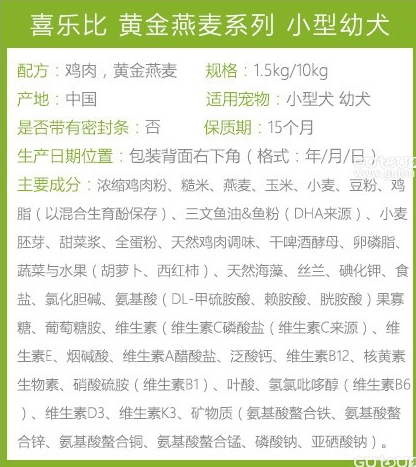 喜乐比 黄金燕麦系列 小型幼犬
配方：鸡肉，黄金燕麦 规格：1.5kg/10kg
产地：中国 适用宠物：小型犬 幼犬
是否带有密封条：否 保质期：15个月
生产日期位置：包装背面右下角（格式：年/月/日）
主要成分：浓缩鸡肉粉、糙米、燕麦、玉米、小麦、豆粉、鸡
脂（以混合生育酚保存）、三文鱼油&鱼粉（DHA来源）、小麦
胚芽、甜菜浆、全蛋粉、天然鸡肉调味、干啤酒酵母、卵磷脂、
蔬菜与水果（胡萝卜、西红柿）、天然海藻、丝兰、碘化钾、食
盐、氯化胆碱、氨基酸（DL-甲硫胺酸、赖胺酸、胱胺酸）果寡
糖、葡萄糖胺、维生素（维生素C磷酸盐（维生素C来源）、维
生素E、烟碱酸、维生素A醋酸盐、泛酸钙、维生素B12、核黄素
生物素、硝酸硫胺（维生素B1）、叶酸、氢氯吡哆醇（维生素B6
）、维生素D3、维生素K3、矿物质（氨基酸螯合铁、氨基酸螯
合锌、氨基酸螯合铜、氨基酸螯合锰、磷酸钠、亚硒酸钠）。